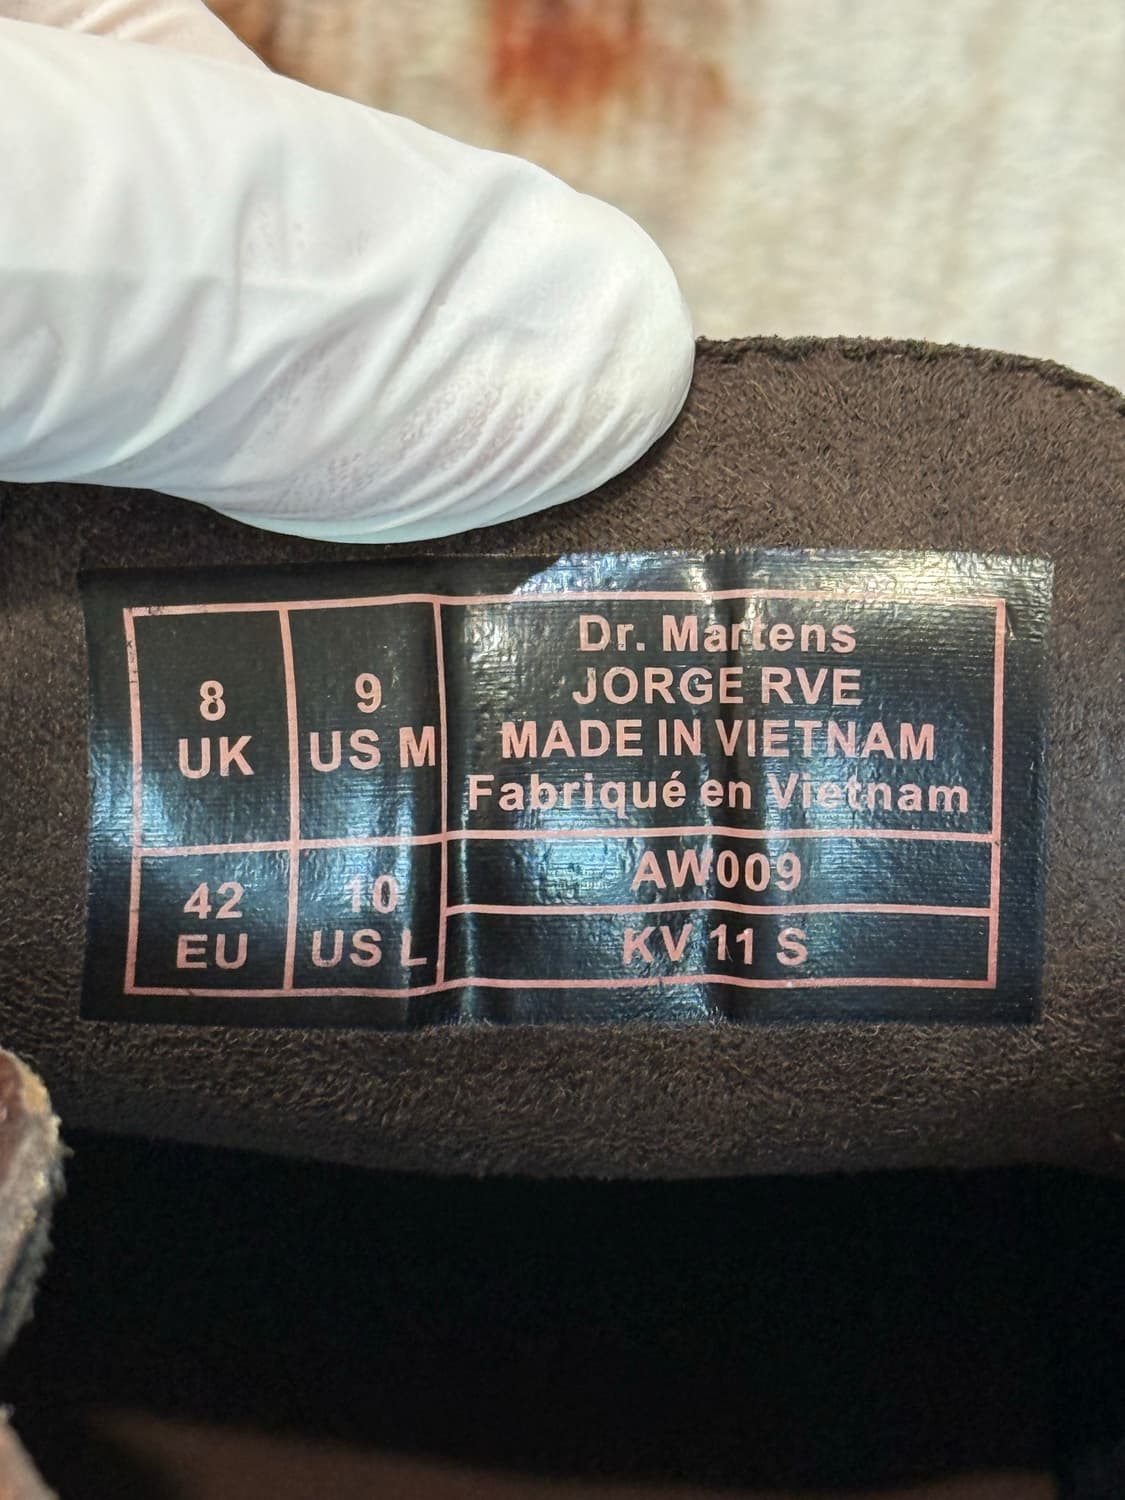 8
UK
9
US M
42
EU
10
US L
Dr. Martens
JORGE RVE
MADE IN VIETNAM
Fabriqué en Vietnam
AW009
KV 11 S